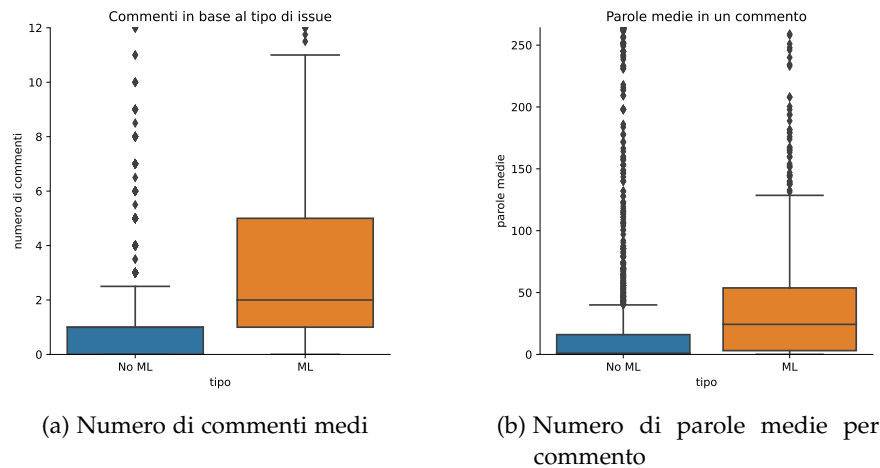 Commenti in base al tipo di issue
12
10
8
6
4
2
0
numero di commenti
No ML
ML
tipo
(a) Numero di commenti medi
Parole medie in un commento
250
200
150
100
50
0
parole medie
No ML
ML
tipo
(b) Numero di parole medie per
commento